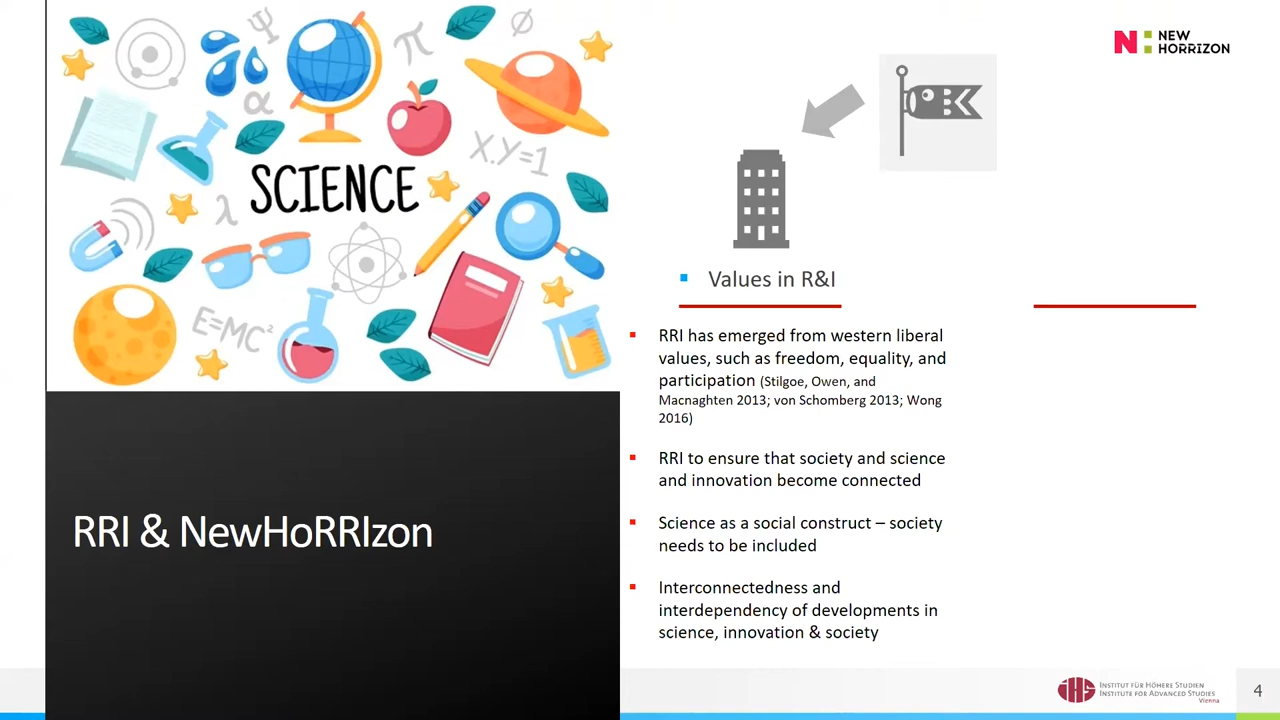 Ψ
π
Ø
α
X.Y=1
SCIENCE
λ
E=MC²
RRI & NewHoRRIzon
N:
NEW
HORRIZON
Values in R&I
RRI has emerged from western liberal
values, such as freedom, equality, and
participation (Stilgoe, Owen, and
Macnaghten 2013; von Schomberg 2013; Wong
2016)
RRI to ensure that society and science
and innovation become connected
Science as a social construct – society
needs to be included
Interconnectedness and
interdependency of developments in
science, innovation & society
IHS
INSTITUT FÜR HÖHERE STUDIEN
INSTITUTE FOR ADVANCED STUDIES
Vienna
4